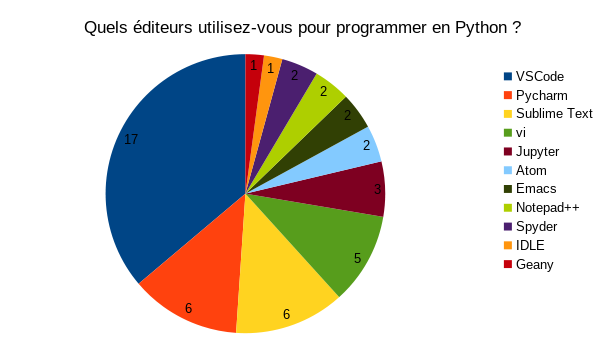 Quels éditeurs utilisez-vous pour programmer en Python ?
1
1
2
2
2
2
3
5
6
6
17
VSCode
Pycharm
Sublime Text
vi
Jupyter
Atom
Emacs
Notepad++
Spyder
IDLE
Geany